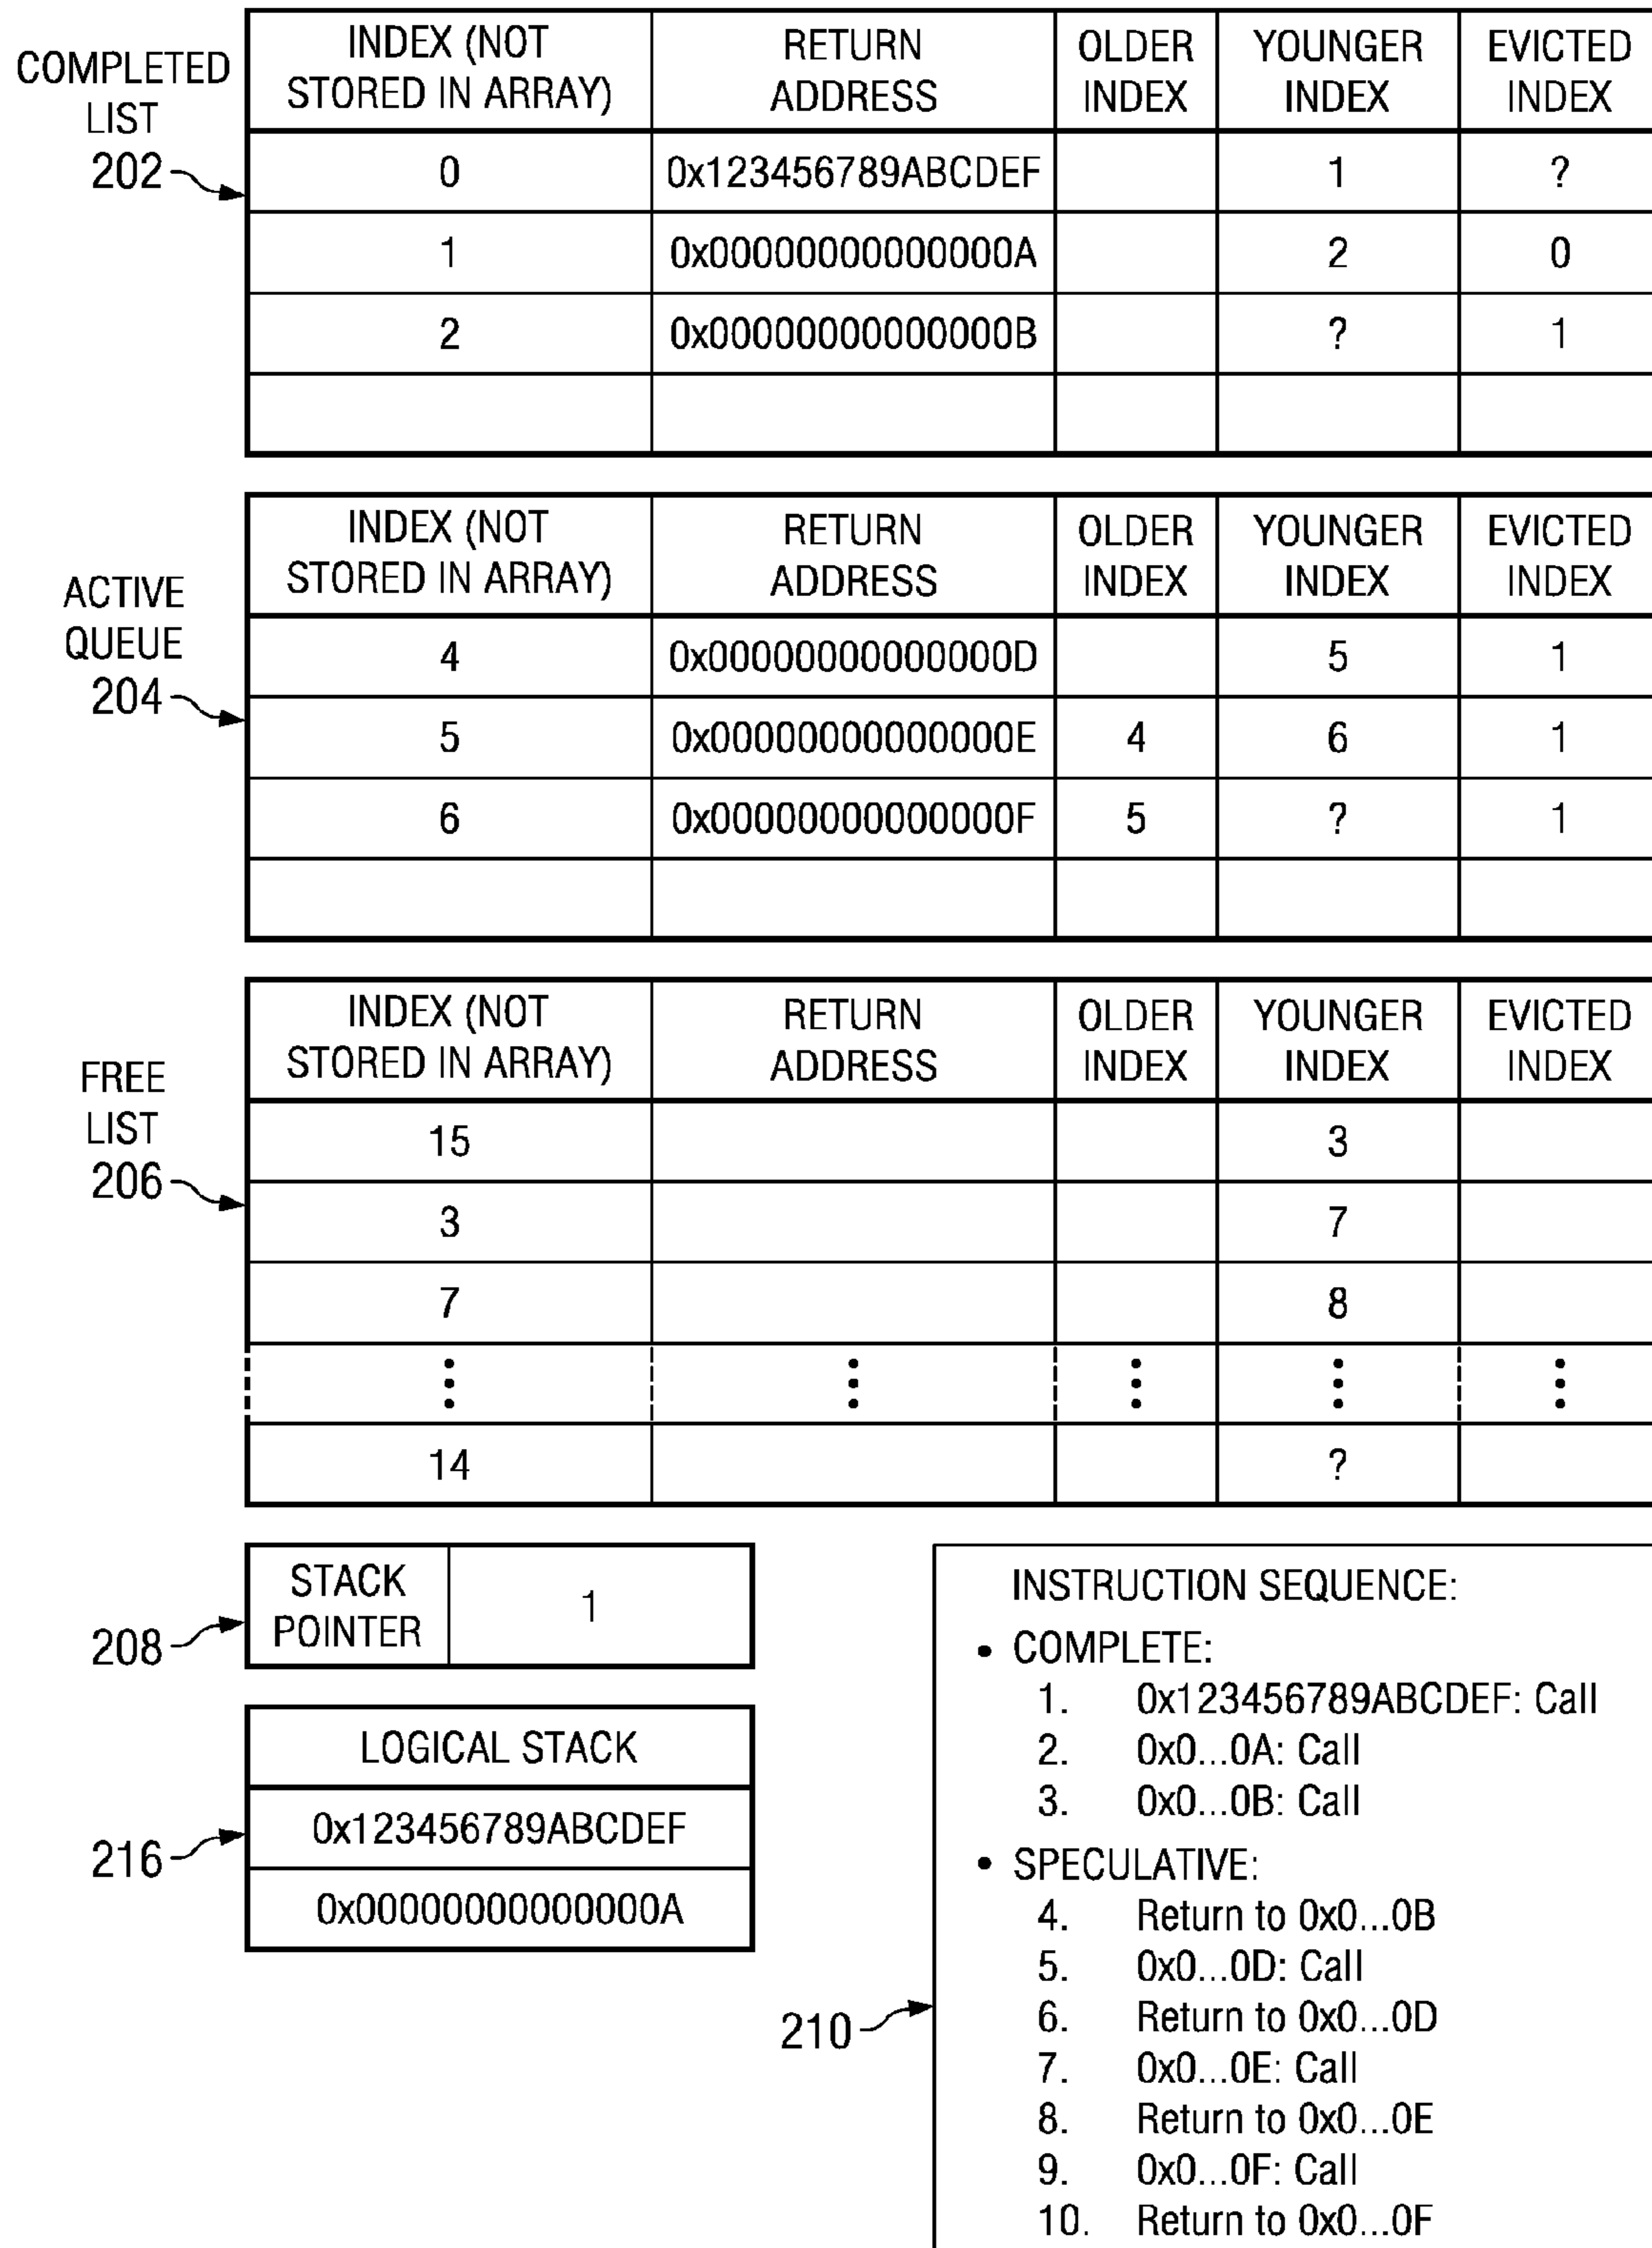 COMPLETED
LIST
202
INDEX (NOT STORED IN ARRAY) RETURN ADDRESS OLDER INDEX YOUNGER INDEX EVICTED INDEX
0 0x123456789ABCDEF 1 ?
1 0x00000000000000A 2 0
2 0x00000000000000B ? 1
ACTIVE
QUEUE
204
INDEX (NOT STORED IN ARRAY) RETURN ADDRESS OLDER INDEX YOUNGER INDEX EVICTED INDEX
4 0x00000000000000D 5 1
5 0x00000000000000E 4 6 1
6 0x00000000000000F 5 ? 1
FREE
LIST
206
INDEX (NOT STORED IN ARRAY) RETURN ADDRESS OLDER INDEX YOUNGER INDEX EVICTED INDEX
15 3
3 7
7 8
14 ?
208
STACK POINTER 1
216
LOGICAL STACK
0x123456789ABCDEF
0x00000000000000A
210
INSTRUCTION SEQUENCE:
• COMPLETE:
1. 0x123456789ABCDEF: Call
2. 0x0...0A: Call
3. 0x0...0B: Call
• SPECULATIVE:
4. Return to 0x0...0B
5. 0x0...0D: Call
6. Return to 0x0...0D
7. 0x0...0E: Call
8. Return to 0x0...0E
9. 0x0...0F: Call
10. Return to 0x0...0F